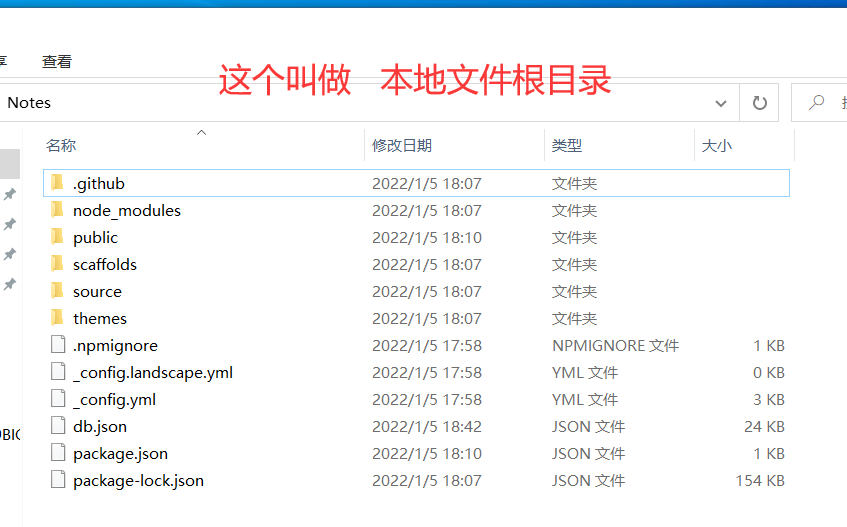 享 查看
这个叫做 本地文件根目录
Notes
名称 修改日期 类型 大小
.github 2022/1/5 18:07 文件夹
node_modules 2022/1/5 18:07 文件夹
public 2022/1/5 18:10 文件夹
scaffolds 2022/1/5 18:07 文件夹
source 2022/1/5 18:07 文件夹
themes 2022/1/5 18:07 文件夹
.npmignore 2022/1/5 17:58 NPMIGNORE 文件 1 KB
_config.landscape.yml 2022/1/5 17:58 YML 文件 0 KB
_config.yml 2022/1/5 17:58 YML 文件 3 KB
db.json 2022/1/5 18:42 JSON 文件 24 KB
package.json 2022/1/5 18:10 JSON 文件 1 KB
package-lock.json 2022/1/5 18:07 JSON 文件 154 KB